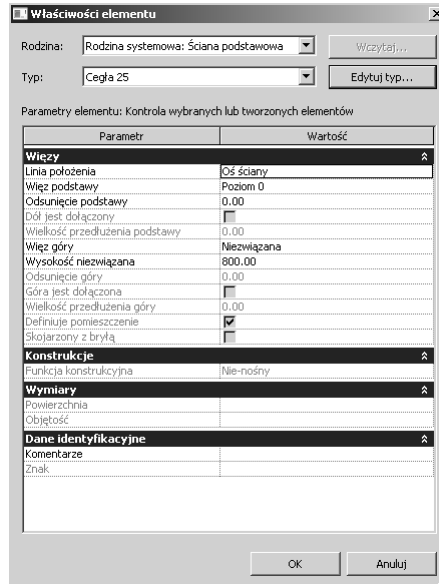 Właściwości elementu
Rodzina: Rodzina systemowa: Ściana podstawowa Wczytaj...
Typ: Cegła 25 Edytuj typ...
Parametry elementu: Kontrola wybranych lub tworzonych elementów
Parametr Wartość
Więzy
Linia położenia Oś ściany
Więz podstawy Poziom 0
Odsunięcie podstawy 0.00
Dół jest dołączony
Wielkość przedłużenia podstawy 0.00
Więz góry Niezwiązana
Wysokość niezwiązana 800.00
Odsunięcie góry 0.00
Góra jest dołączona
Wielkość przedłużenia góry 0.00
Definiuje pomieszczenie
Skojarzony z bryłą
Konstrukcje
Funkcja konstrukcyjna Nie-nośny
Wymiary
Powierzchnia
Objętość
Dane identyfikacyjne
Komentarze
Znak
OK Anuluj